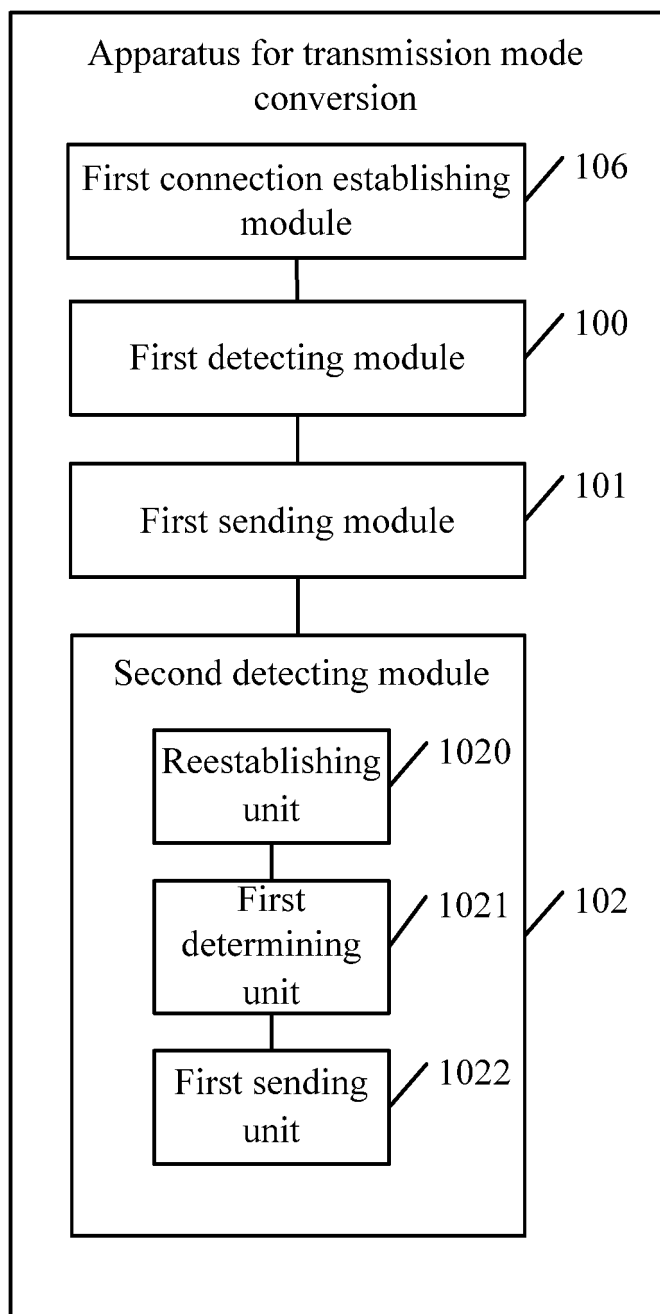 Apparatus for transmission mode
conversion
First connection establishing
module
106
First detecting module
100
First sending module
101
Second detecting module
Reestablishing
unit
1020
First
determining
unit
1021
102
First sending
unit
1022